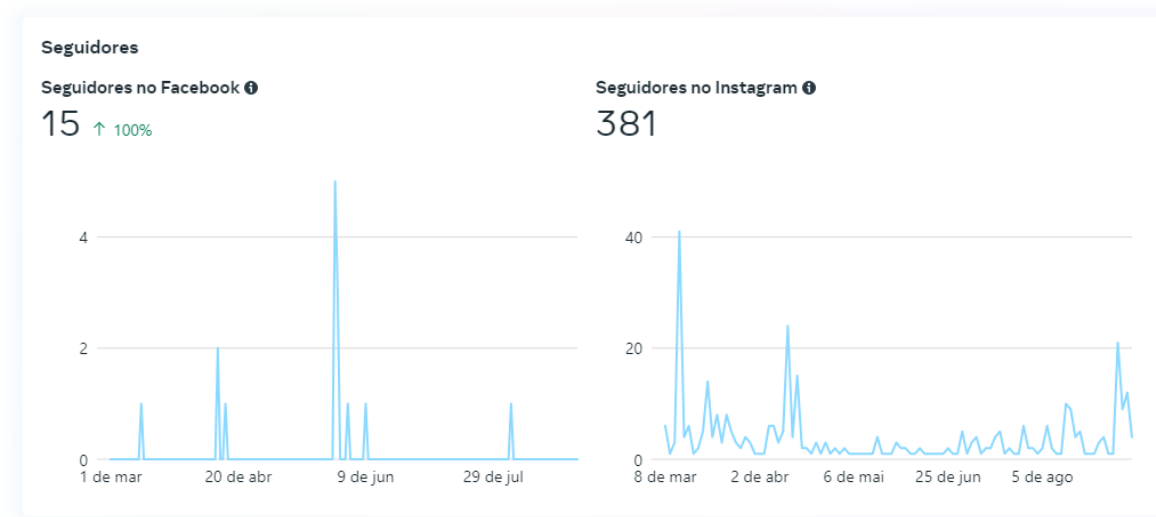 Seguidores
Seguidores no Facebook
15 ↑ 100%
4
2
0
1 de mar 20 de abr 9 de jun 29 de jul
Seguidores no Instagram
381
40
20
0
8 de mar 2 de abr 6 de mai 25 de jun 5 de ago